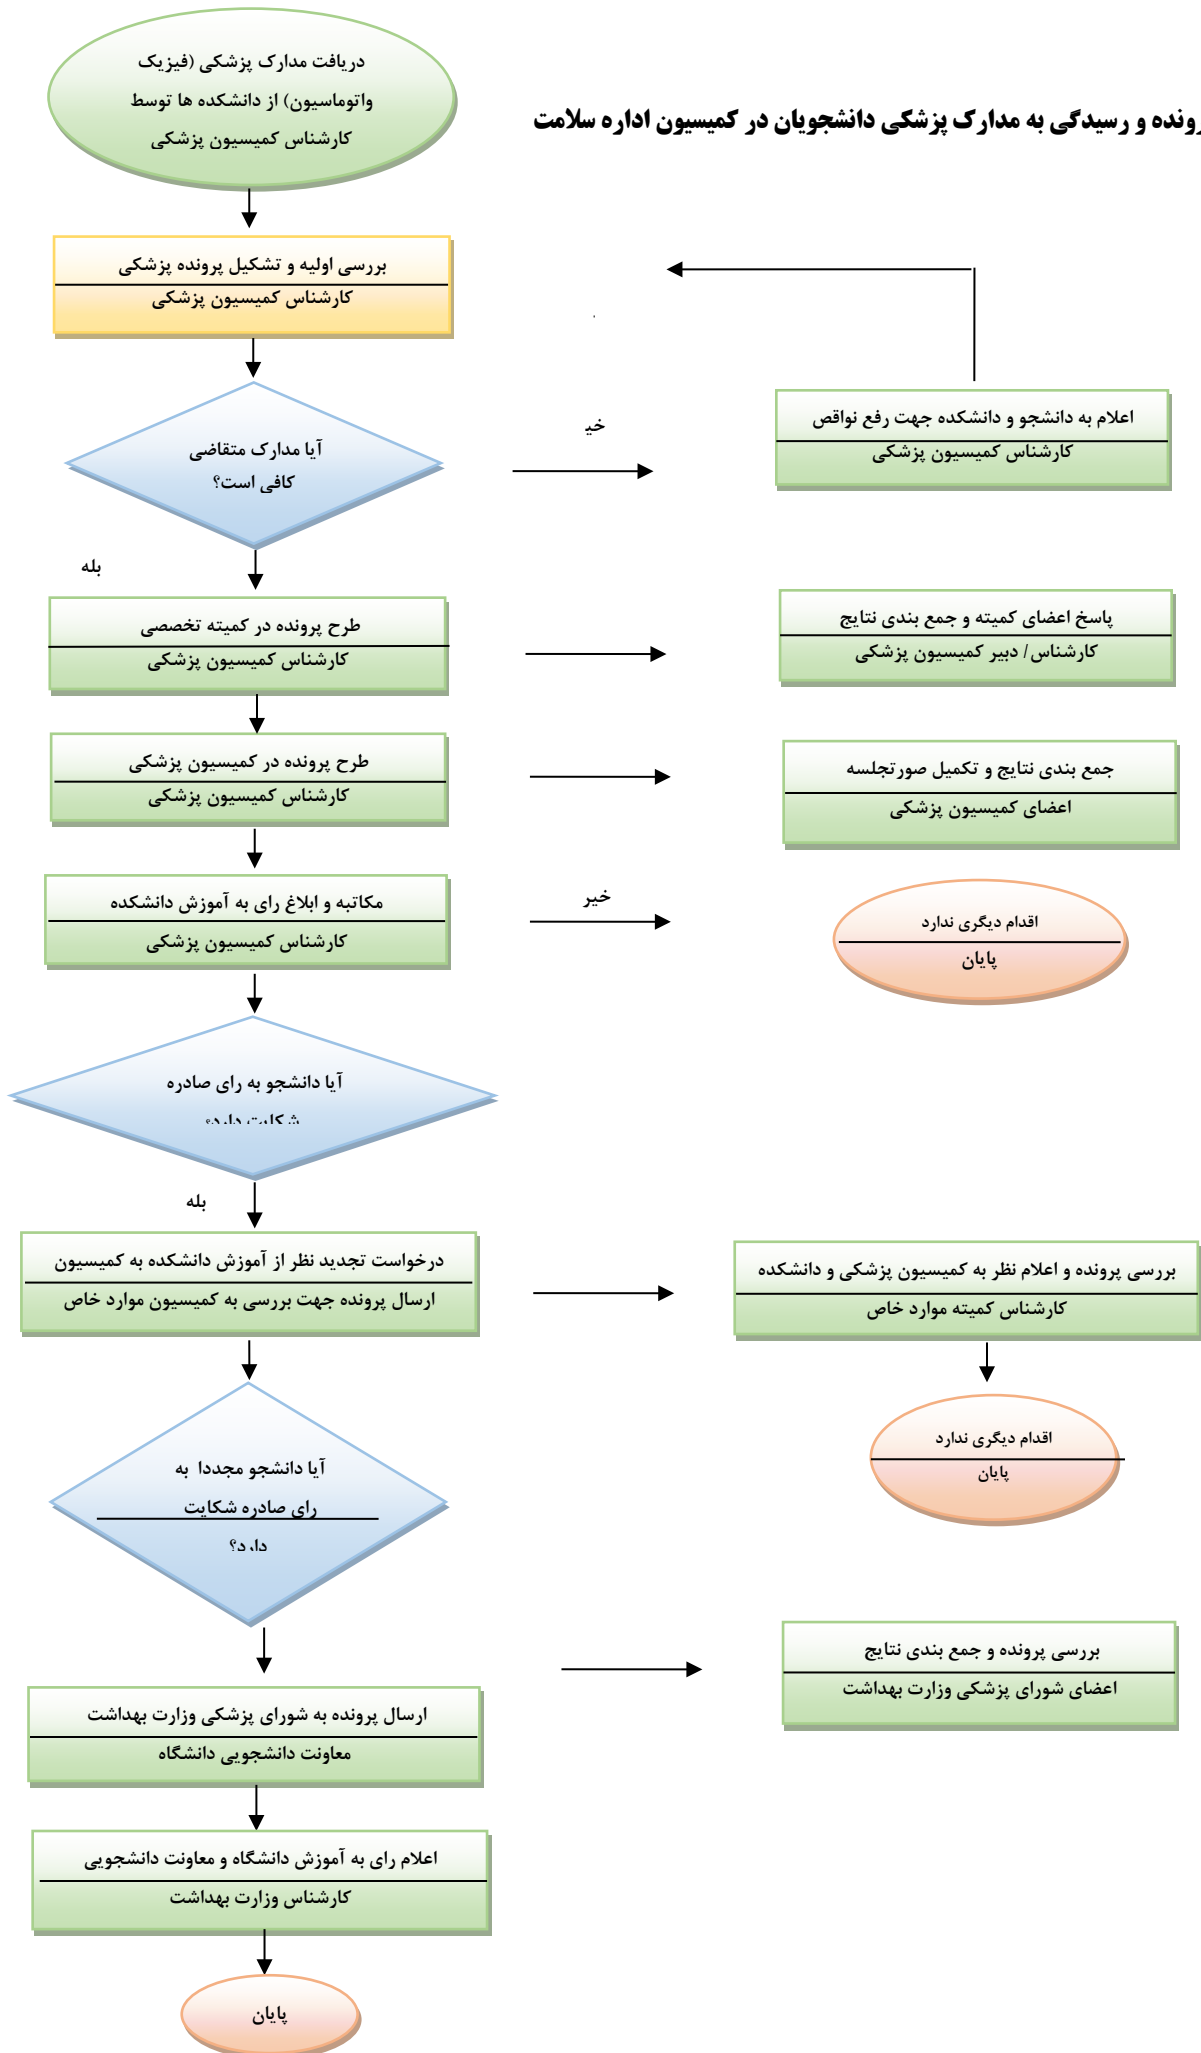 دریافت مدارک پزشکی (فیزیک
واتوماسیون) از دانشکده ها توسط
کارشناس کمیسیون پزشکی
رونده و رسیدگی به مدارک پزشکی دانشجویان در کمیسیون اداره سلامت
بررسی اولیه و تشکیل پرونده پزشکی
کارشناس کمیسیون پزشکی
آیا مدارک متقاضی
کافی است؟
خیر
اعلام به دانشجو و دانشکده جهت رفع نواقص
کارشناس کمیسیون پزشکی
بله
طرح پرونده در کمیته تخصصی
کارشناس کمیسیون پزشکی
پاسخ اعضای کمیته و جمع بندی نتایج
کارشناس/ دبیر کمیسیون پزشکی
طرح پرونده در کمیسیون پزشکی
کارشناس کمیسیون پزشکی
جمع بندی نتایج و تکمیل صورتجلسه
اعضای کمیسیون پزشکی
مکاتبه و ابلاغ رای به آموزش دانشکده
کارشناس کمیسیون پزشکی
خیر
اقدام دیگری ندارد
پایان
آیا دانشجو به رای صادره
شکایت دارد؟
بله
درخواست تجدید نظر از آموزش دانشکده به کمیسیون
ارسال پرونده جهت بررسی به کمیسیون موارد خاص
بررسی پرونده و اعلام نظر به کمیسیون پزشکی و دانشکده
کارشناس کمیته موارد خاص
اقدام دیگری ندارد
پایان
آیا دانشجو مجددا به
رای صادره شکایت
دارد؟
بررسی پرونده و جمع بندی نتایج
اعضای شورای پزشکی وزارت بهداشت
ارسال پرونده به شورای پزشکی وزارت بهداشت
معاونت دانشجویی دانشگاه
اعلام رای به آموزش دانشگاه و معاونت دانشجویی
کارشناس وزارت بهداشت
پایان